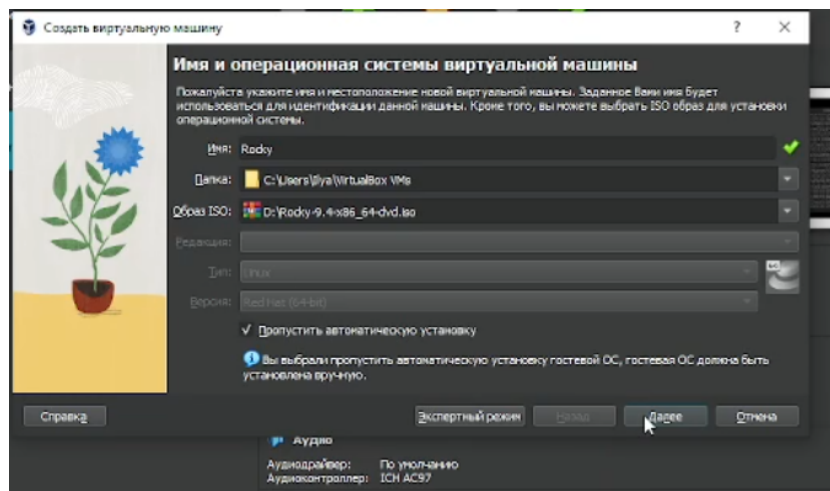 Создать виртуальную машину
?
Имя и операционная системы виртуальной машины
Пожалуйста укажите имя и местоположение новой виртуальной машины. Заданное Вами имя будет
использоваться для идентификации данной машины. Кроме того, вы можете выбрать ISO образ для установки
операционной системы.
Имя: Rocky
Папка: C:\Users\Ilya\VirtualBox VMs
Образ ISO: D:\Rocky-9.4-x86_64-dvd.iso
Редакция:
Тип: Linux
Версия: Red Hat (64-bit)
Пропустить автоматическую установку
Вы выбрали пропустить автоматическую установку гостевой ОС, гостевая ОС должна быть
установлена вручную.
Справка Экспертный режим Назад Далее Отмена
Аудио
Аудиодрайвер: По умолчанию
Аудиоконтроллер: ICH AC97